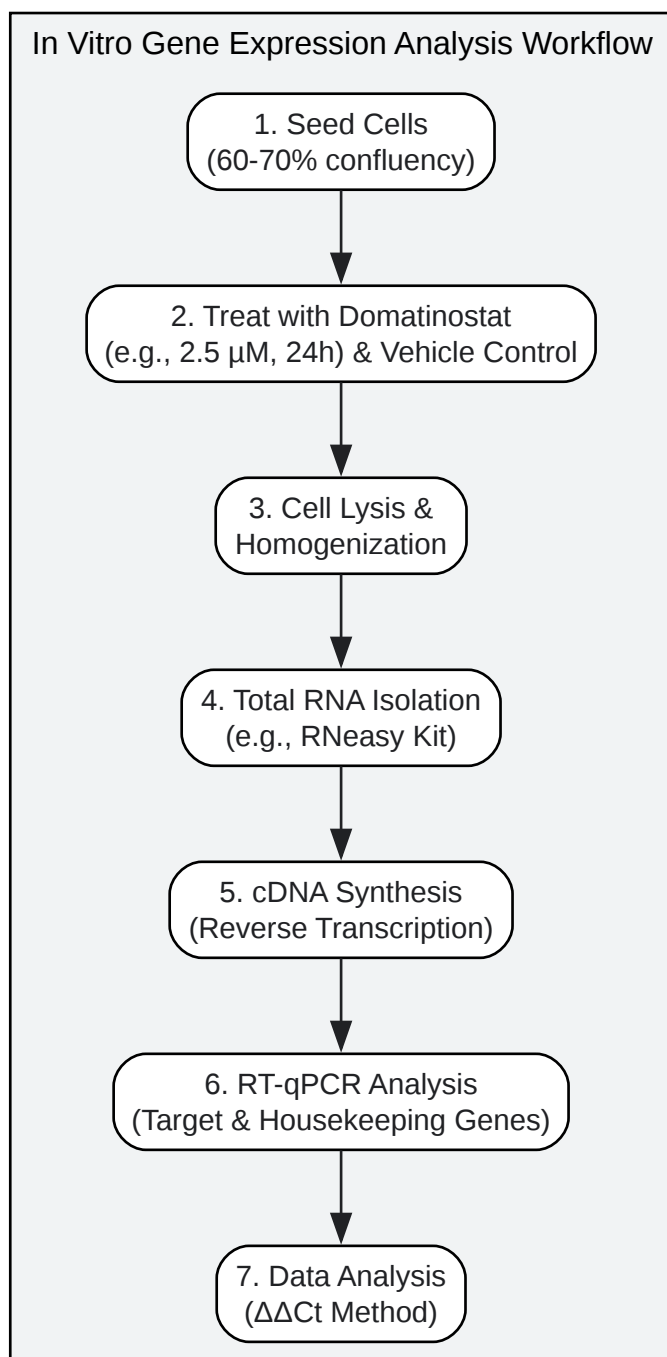 In Vitro Gene Expression Analysis Workflow
1. Seed Cells
(60-70% confluency)
2. Treat with Domatinostat
(e.g., 2.5 µM, 24h) & Vehicle Control
3. Cell Lysis &
Homogenization
4. Total RNA Isolation
(e.g., RNeasy Kit)
5. cDNA Synthesis
(Reverse Transcription)
6. RT-qPCR Analysis
(Target & Housekeeping Genes)
7. Data Analysis
(ΔΔCt Method)